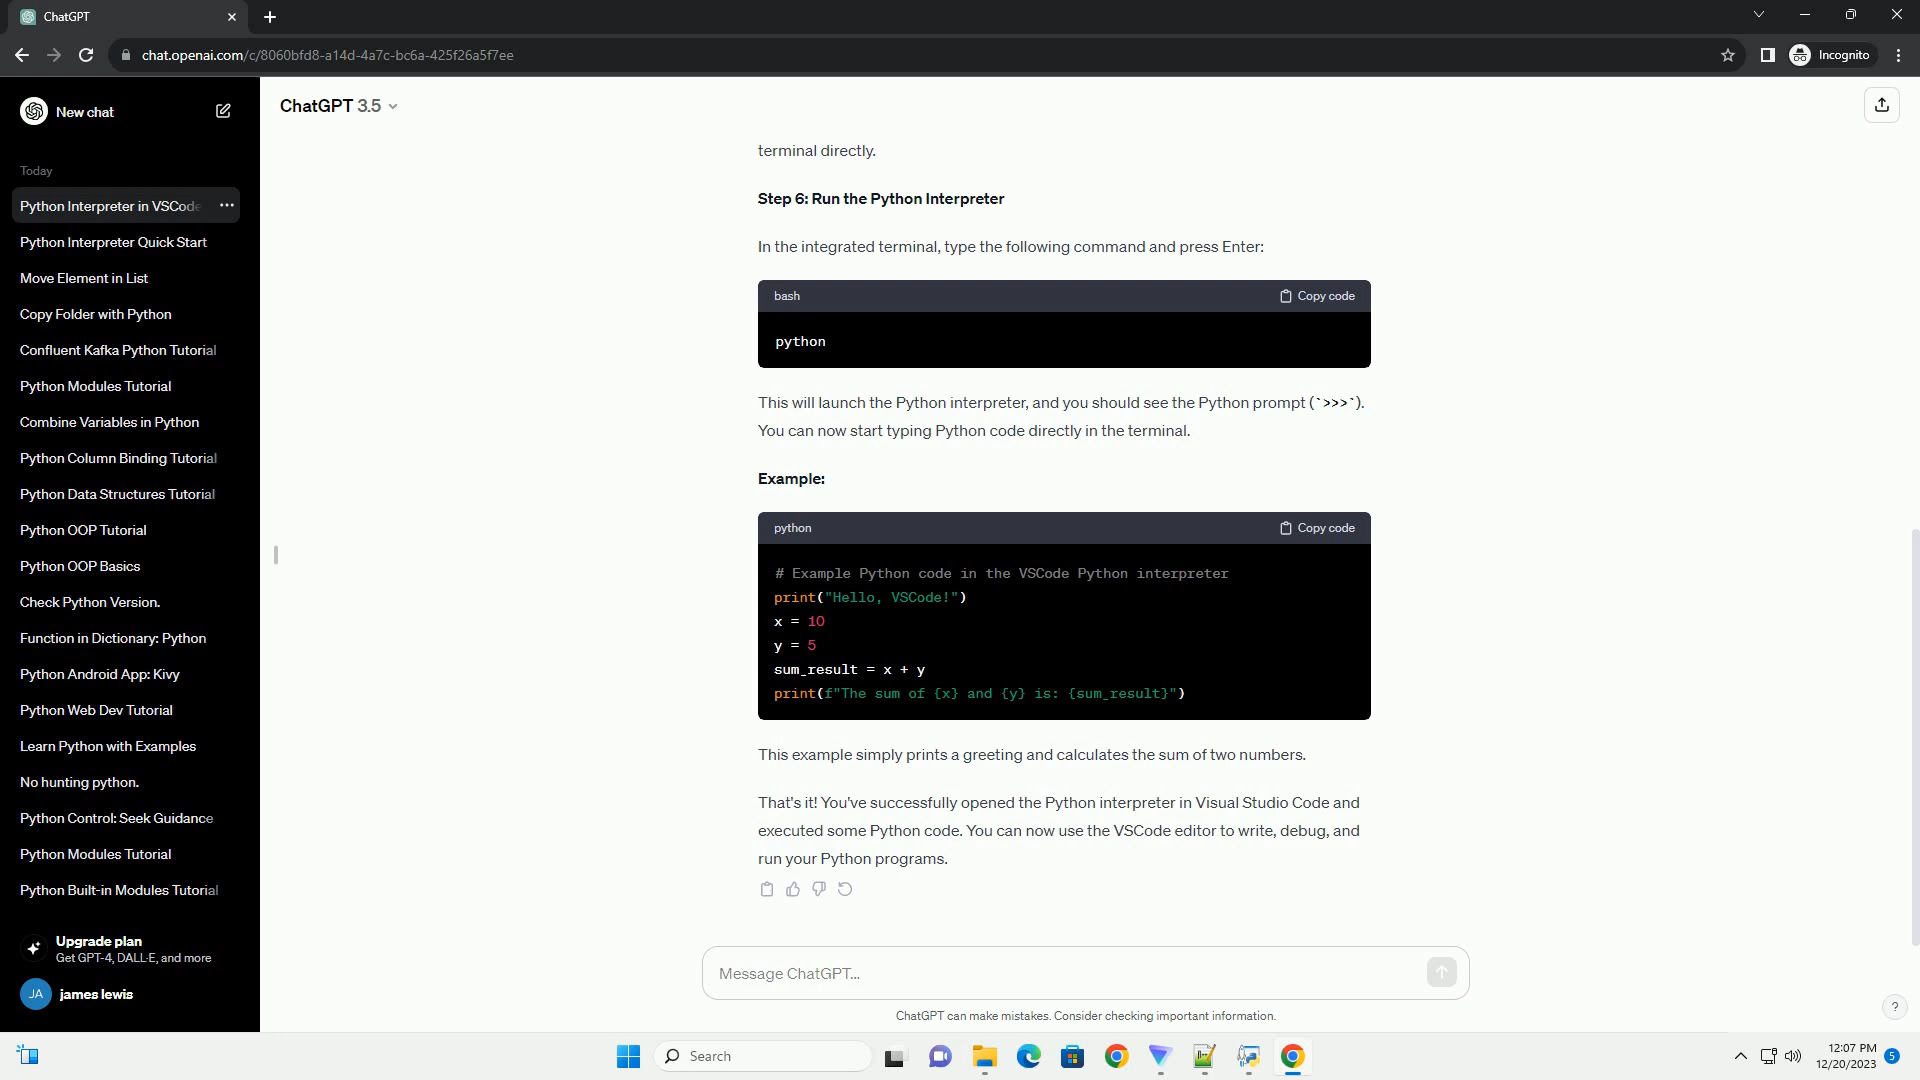 ChatGPT
chat.openai.com/c/8060bfd8-a14d-4a7c-bc6a-425f26a5f7ee
Incognito
New chat
Today
Python Interpreter in VSCode
Python Interpreter Quick Start
Move Element in List
Copy Folder with Python
Confluent Kafka Python Tutorial
Python Modules Tutorial
Combine Variables in Python
Python Column Binding Tutorial
Python Data Structures Tutorial
Python OOP Tutorial
Python OOP Basics
Check Python Version.
Function in Dictionary: Python
Python Android App: Kivy
Python Web Dev Tutorial
Learn Python with Examples
No hunting python.
Python Control: Seek Guidance
Python Modules Tutorial
Python Built-in Modules Tutorial
Upgrade plan
Get GPT-4, DALL·E, and more
JA
james lewis
ChatGPT 3.5
terminal directly.
Step 6: Run the Python Interpreter
In the integrated terminal, type the following command and press Enter:
bash
Copy code
python
This will launch the Python interpreter, and you should see the Python prompt (`>>>`).
You can now start typing Python code directly in the terminal.
Example:
python
Copy code
# Example Python code in the VSCode Python interpreter
print("Hello, VSCode!")
x = 10
y = 5
sum_result = x + y
print(f"The sum of {x} and {y} is: {sum_result}")
This example simply prints a greeting and calculates the sum of two numbers.
That's it! You've successfully opened the Python interpreter in Visual Studio Code and
executed some Python code. You can now use the VSCode editor to write, debug, and
run your Python programs.
Message ChatGPT...
ChatGPT can make mistakes. Consider checking important information.
?
Search
12:07 PM
12/20/2023
5